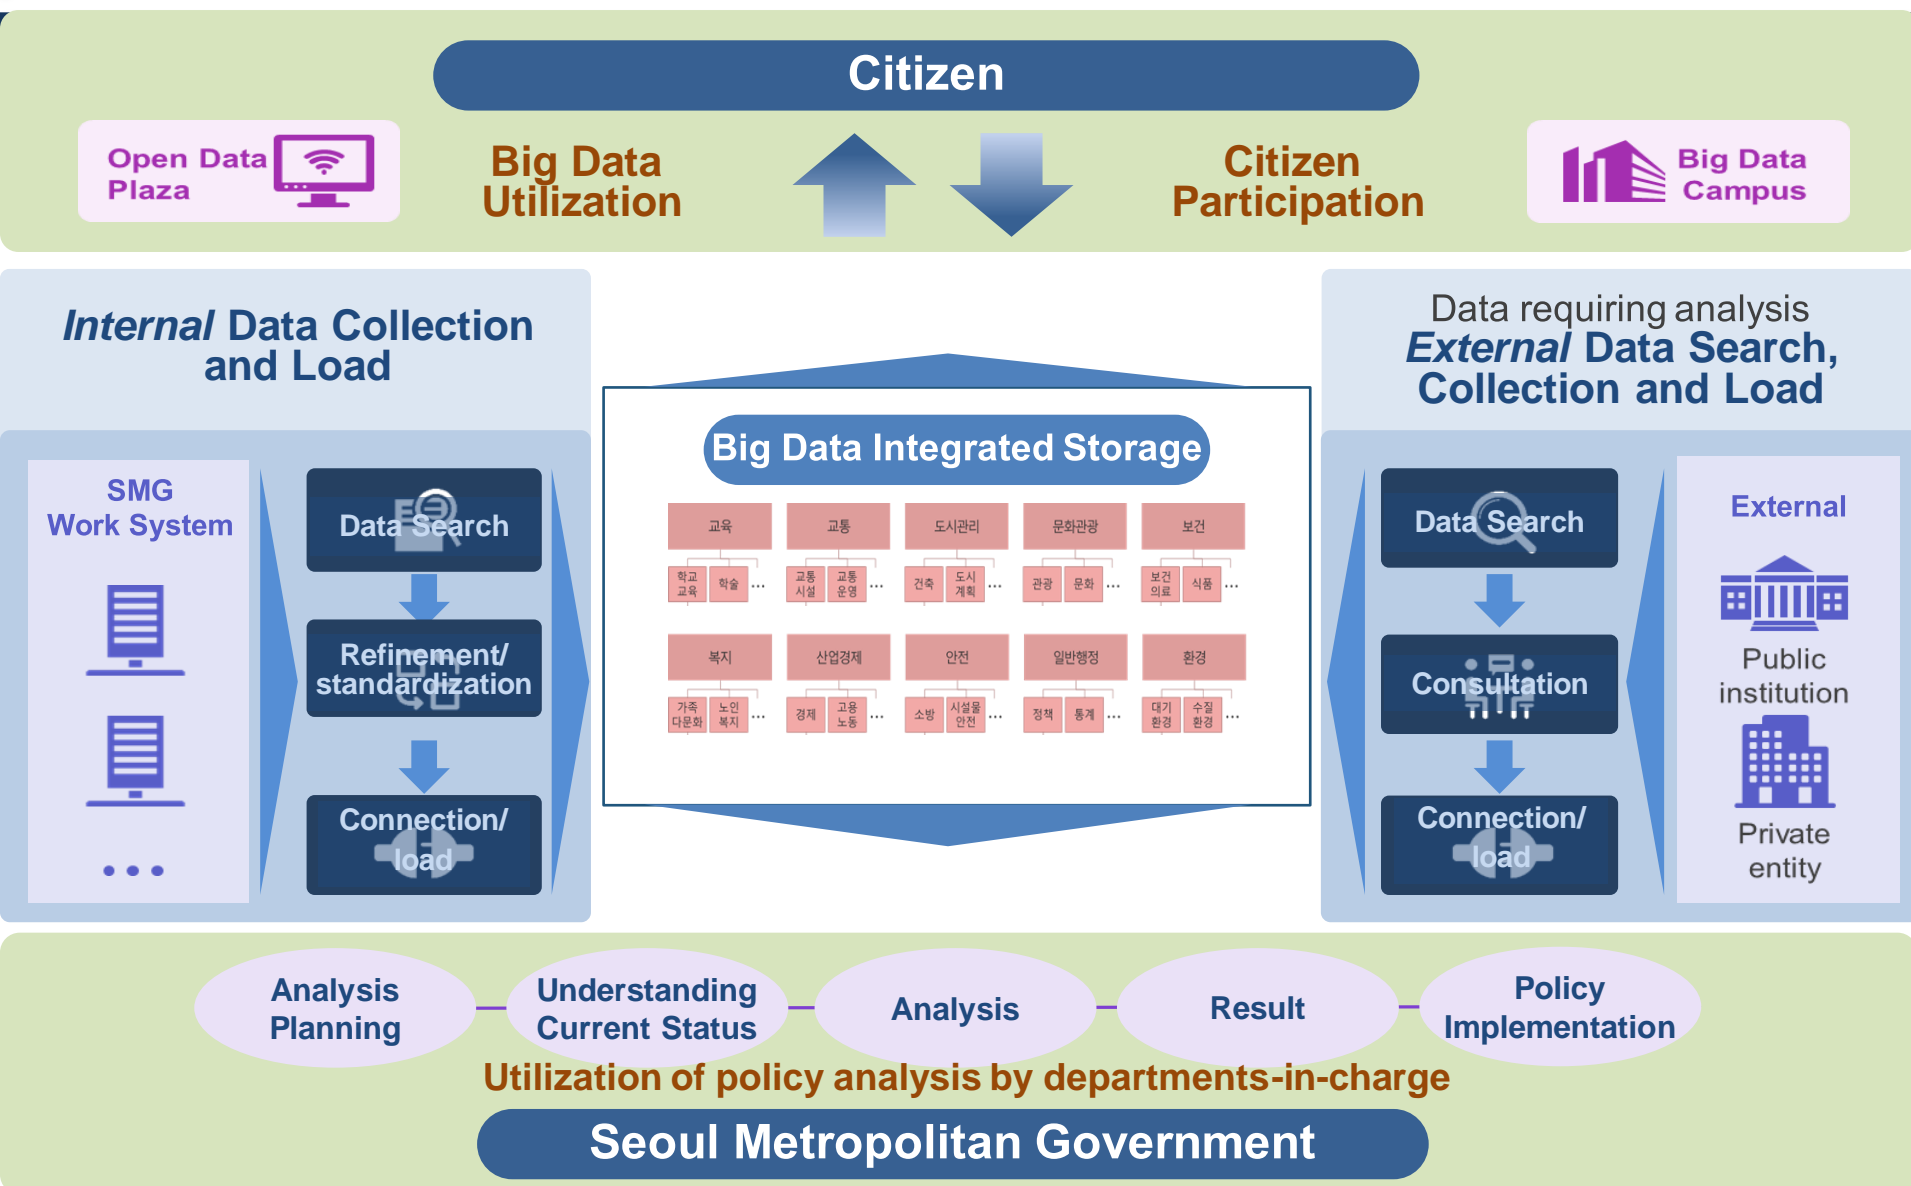 Citizen
Open Data
Plaza
Big Data
Utilization
Citizen
Participation
Big Data
Campus
Internal Data Collection
and Load
SMG
Work System
Data Search
Refinement/
standardization
Connection/
load
...
Big Data Integrated Storage
교육
교통
도시관리
문화관광
보건
학교
교육
학술
...
교통
시설
교통
운영
...
건축
도시
계획
...
관광
문화
...
보건
의료
식품
...
복지
산업경제
안전
일반행정
환경
가족
다문화
노인
복지
...
경제
고용
노동
...
소방
시설물
안전
...
정책
통계
...
대기
환경
수질
환경
...
Data requiring analysis
External Data Search,
Collection and Load
Data Search
Consultation
Connection/
load
External
Public
institution
Private
entity
Analysis
Planning
Understanding
Current Status
Analysis
Result
Policy
Implementation
Utilization of policy analysis by departments-in-charge
Seoul Metropolitan Government